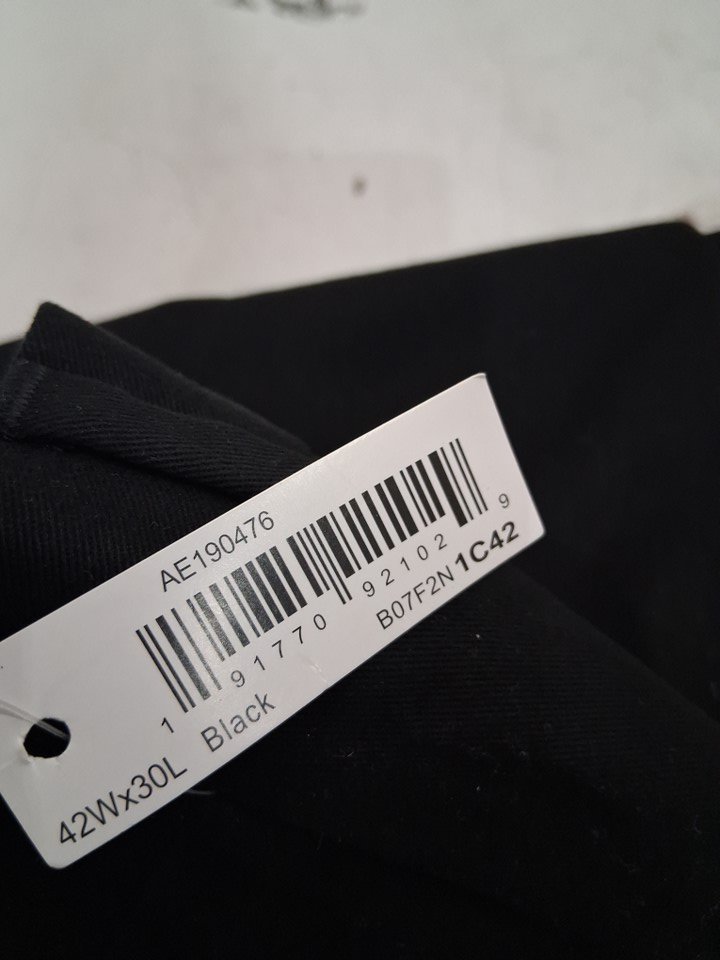 AE190476
1 91770 92102 9
B07F2N1C42
42Wx30L Black